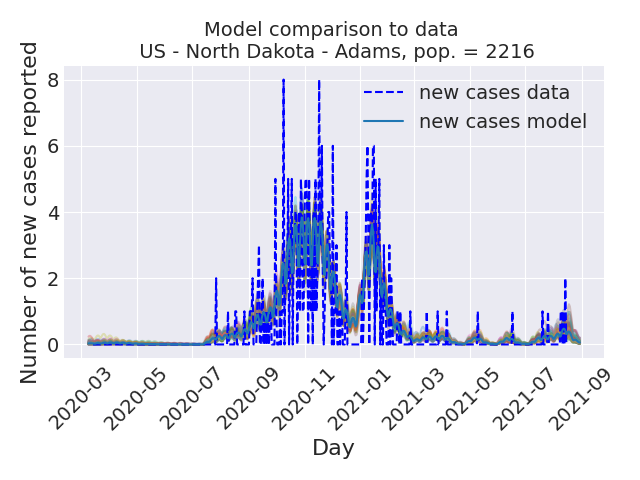 Model comparison to data
US - North Dakota - Adams, pop. = 2216
Number of new cases reported
8
6
4
2
0
new cases data
new cases model
2020-03
2020-05
2020-07
2020-09
2020-11
2021-01
2021-03
2021-05
2021-07
2021-09
Day